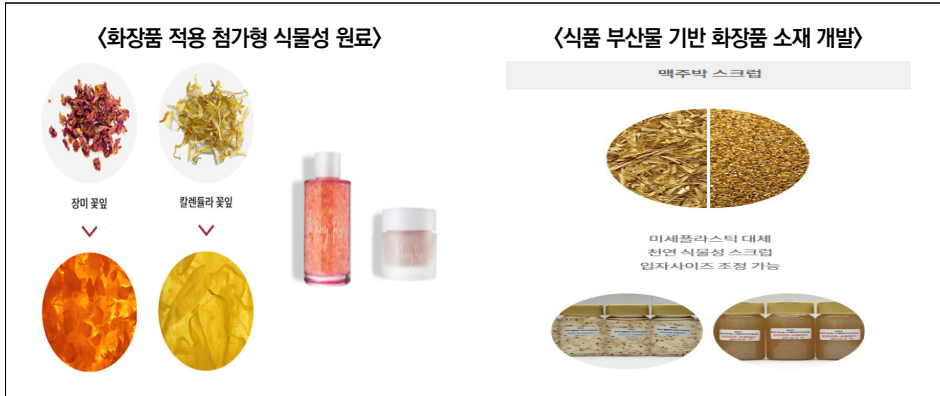 <화장품 적용 첨가형 식물성 원료>
장미 꽃잎
칼렌듈라 꽃잎
<식품 부산물 기반 화장품 소재 개발>
맥주박 스크럽
미세플라스틱 대체
천연 식물성 스크럽
입자사이즈 조정 가능